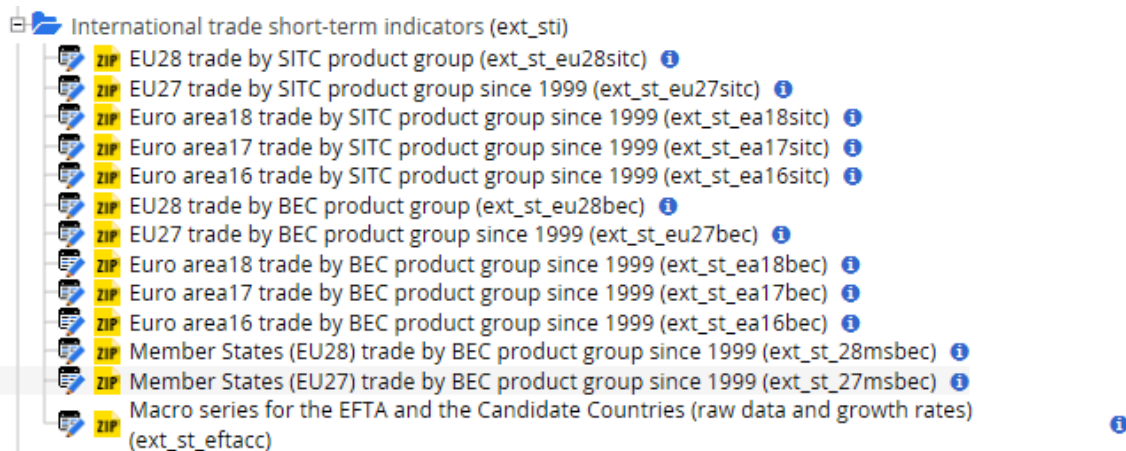 International trade short-term indicators (ext_sti)
ZIP EU28 trade by SITC product group (ext_st_eu28sitc) i
ZIP EU27 trade by SITC product group since 1999 (ext_st_eu27sitc) i
ZIP Euro area18 trade by SITC product group since 1999 (ext_st_ea18sitc) i
ZIP Euro area17 trade by SITC product group since 1999 (ext_st_ea17sitc) i
ZIP Euro area16 trade by SITC product group since 1999 (ext_st_ea16sitc) i
ZIP EU28 trade by BEC product group (ext_st_eu28bec) i
ZIP EU27 trade by BEC product group since 1999 (ext_st_eu27bec) i
ZIP Euro area18 trade by BEC product group since 1999 (ext_st_ea18bec) i
ZIP Euro area17 trade by BEC product group since 1999 (ext_st_ea17bec) i
ZIP Euro area16 trade by BEC product group since 1999 (ext_st_ea16bec) i
ZIP Member States (EU28) trade by BEC product group since 1999 (ext_st_28msbec) i
ZIP Member States (EU27) trade by BEC product group since 1999 (ext_st_27msbec) i
ZIP Macro series for the EFTA and the Candidate Countries (raw data and growth rates) i
(ext_st_eftacc)